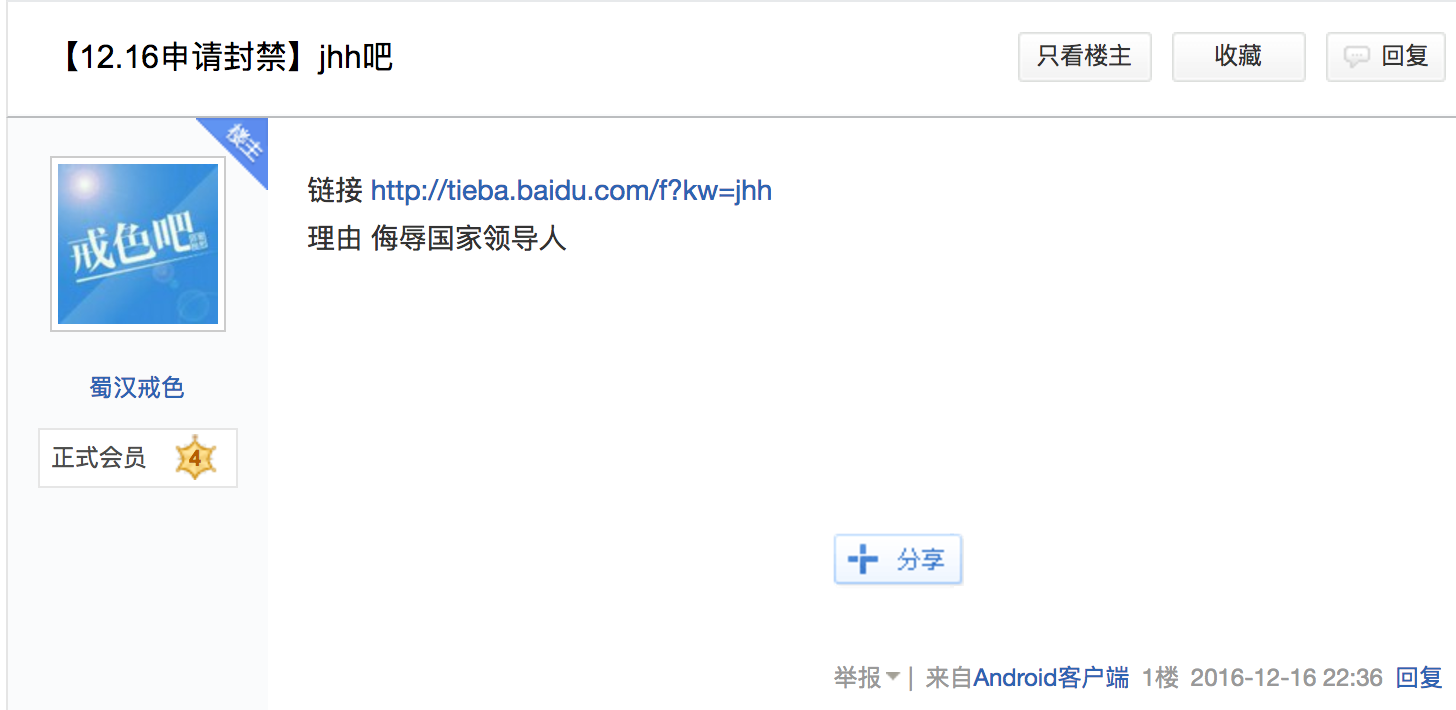 【12.16申请封禁】jhh吧
只看楼主
收藏
回复
楼主
戒色吧
链接 http://tieba.baidu.com/f?kw=jhh
理由 侮辱国家领导人
蜀汉戒色
正式会员 4
分享
举报 | 来自Android客户端 1楼 2016-12-16 22:36 回复